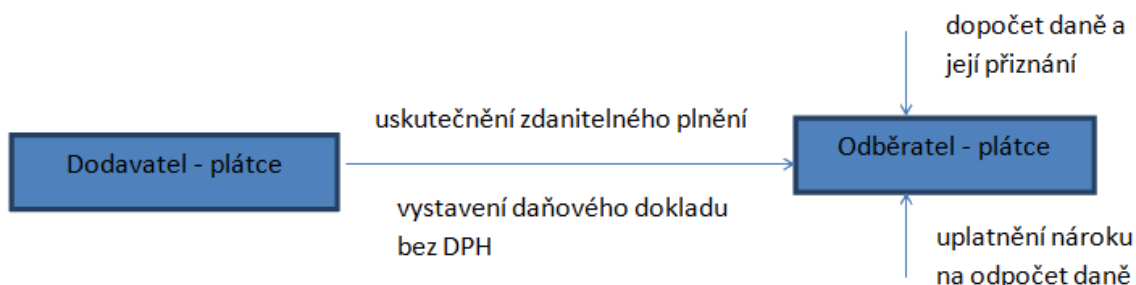 dopočet daně a
její přiznání
uskutečnění zdanitelného plnění
Dodavatel - plátce
Odběratel - plátce
vystavení daňového dokladu
bez DPH
uplatnění nároku
na odpočet daně